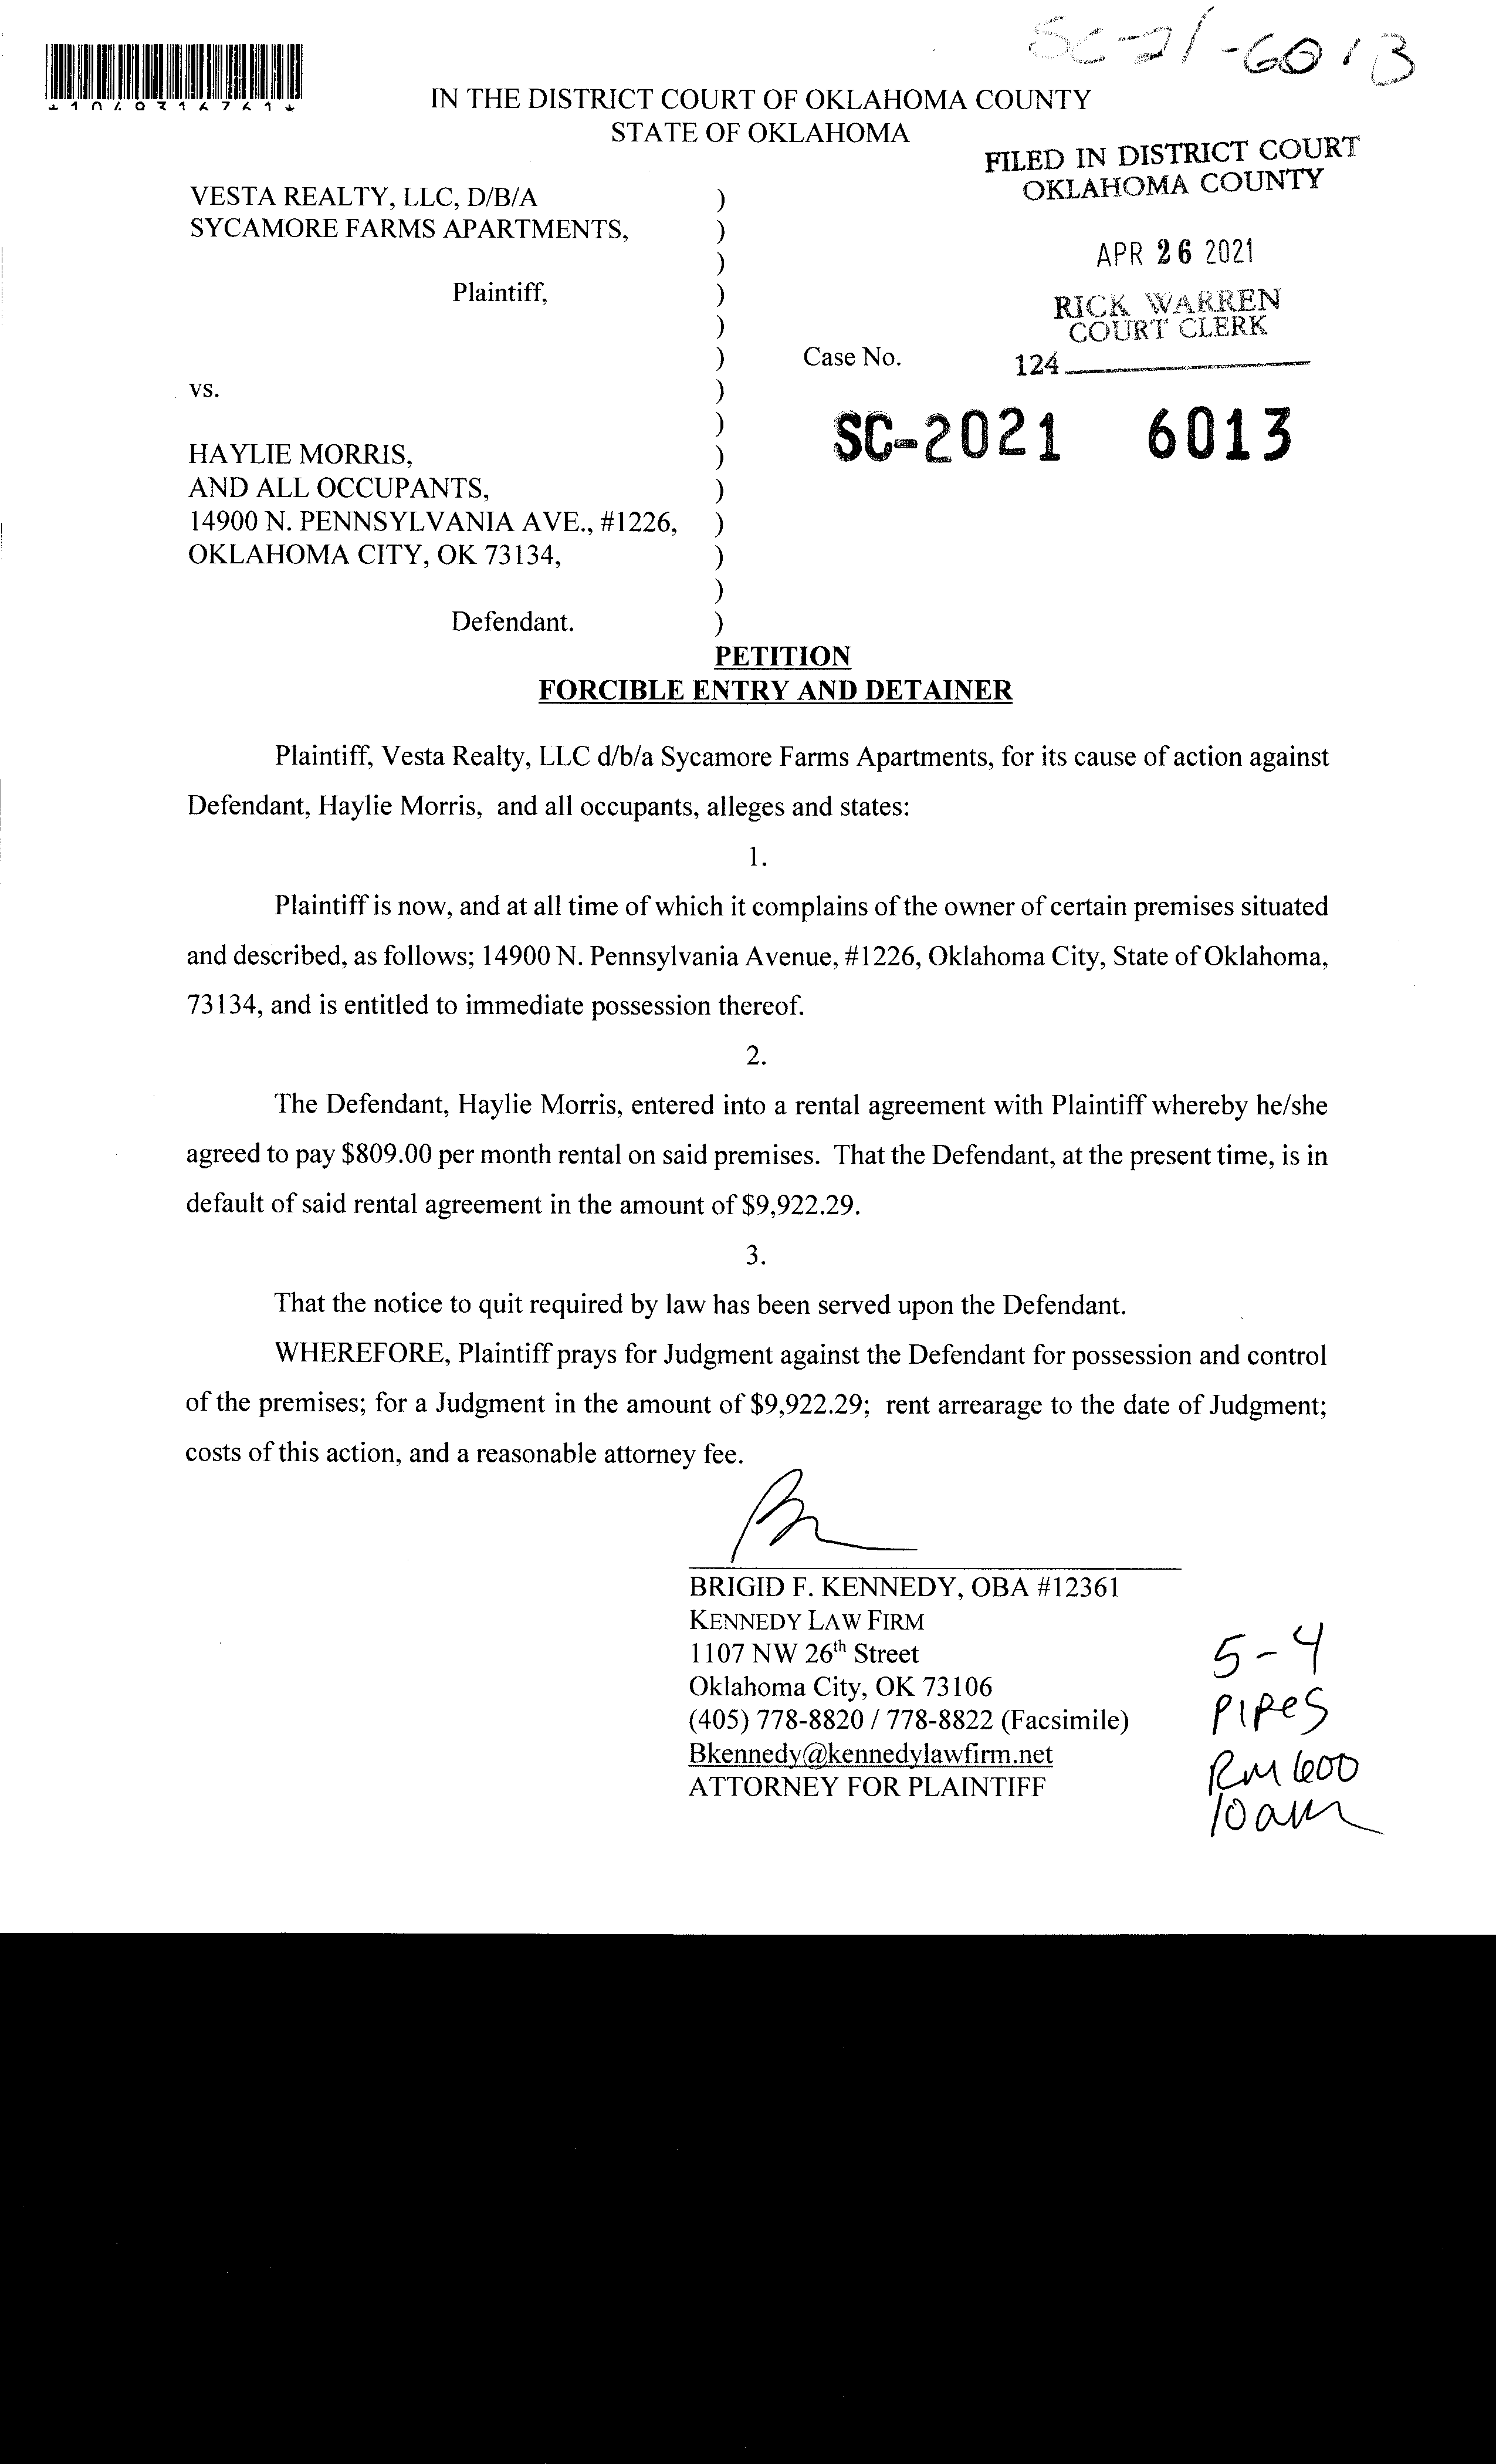 SC-21-6013
IN THE DISTRICT COURT OF OKLAHOMA COUNTY
STATE OF OKLAHOMA
FILED IN DISTRICT COURT
OKLAHOMA COUNTY
VESTA REALTY, LLC, D/B/A )
SYCAMORE FARMS APARTMENTS, )
)
APR 26 2021
Plaintiff, )
RICK WARREN
COURT CLERK
)
) Case No.
124
vs. )
)
SC-2021 6013
HAYLIE MORRIS, )
AND ALL OCCUPANTS, )
14900 N. PENNSYLVANIA AVE., #1226, )
OKLAHOMA CITY, OK 73134, )
)
Defendant. )
PETITION
FORCIBLE ENTRY AND DETAINER
Plaintiff, Vesta Realty, LLC d/b/a Sycamore Farms Apartments, for its cause of action against
Defendant, Haylie Morris, and all occupants, alleges and states:
1.
Plaintiff is now, and at all time of which it complains of the owner of certain premises situated
and described, as follows; 14900 N. Pennsylvania Avenue, #1226, Oklahoma City, State of Oklahoma,
73134, and is entitled to immediate possession thereof.
2.
The Defendant, Haylie Morris, entered into a rental agreement with Plaintiff whereby he/she
agreed to pay $809.00 per month rental on said premises. That the Defendant, at the present time, is in
default of said rental agreement in the amount of $9,922.29.
3.
That the notice to quit required by law has been served upon the Defendant.
WHEREFORE, Plaintiff prays for Judgment against the Defendant for possession and control
of the premises; for a Judgment in the amount of $9,922.29; rent arrearage to the date of Judgment;
costs of this action, and a reasonable attorney fee.
BRIGID F. KENNEDY, OBA #12361
KENNEDY LAW FIRM
1107 NW 26th Street
Oklahoma City, OK 73106
(405) 778-8820 / 778-8822 (Facsimile)
Bkennedy@kennedylawfirm.net
ATTORNEY FOR PLAINTIFF
5-4
PIPES
RM 600
10 am